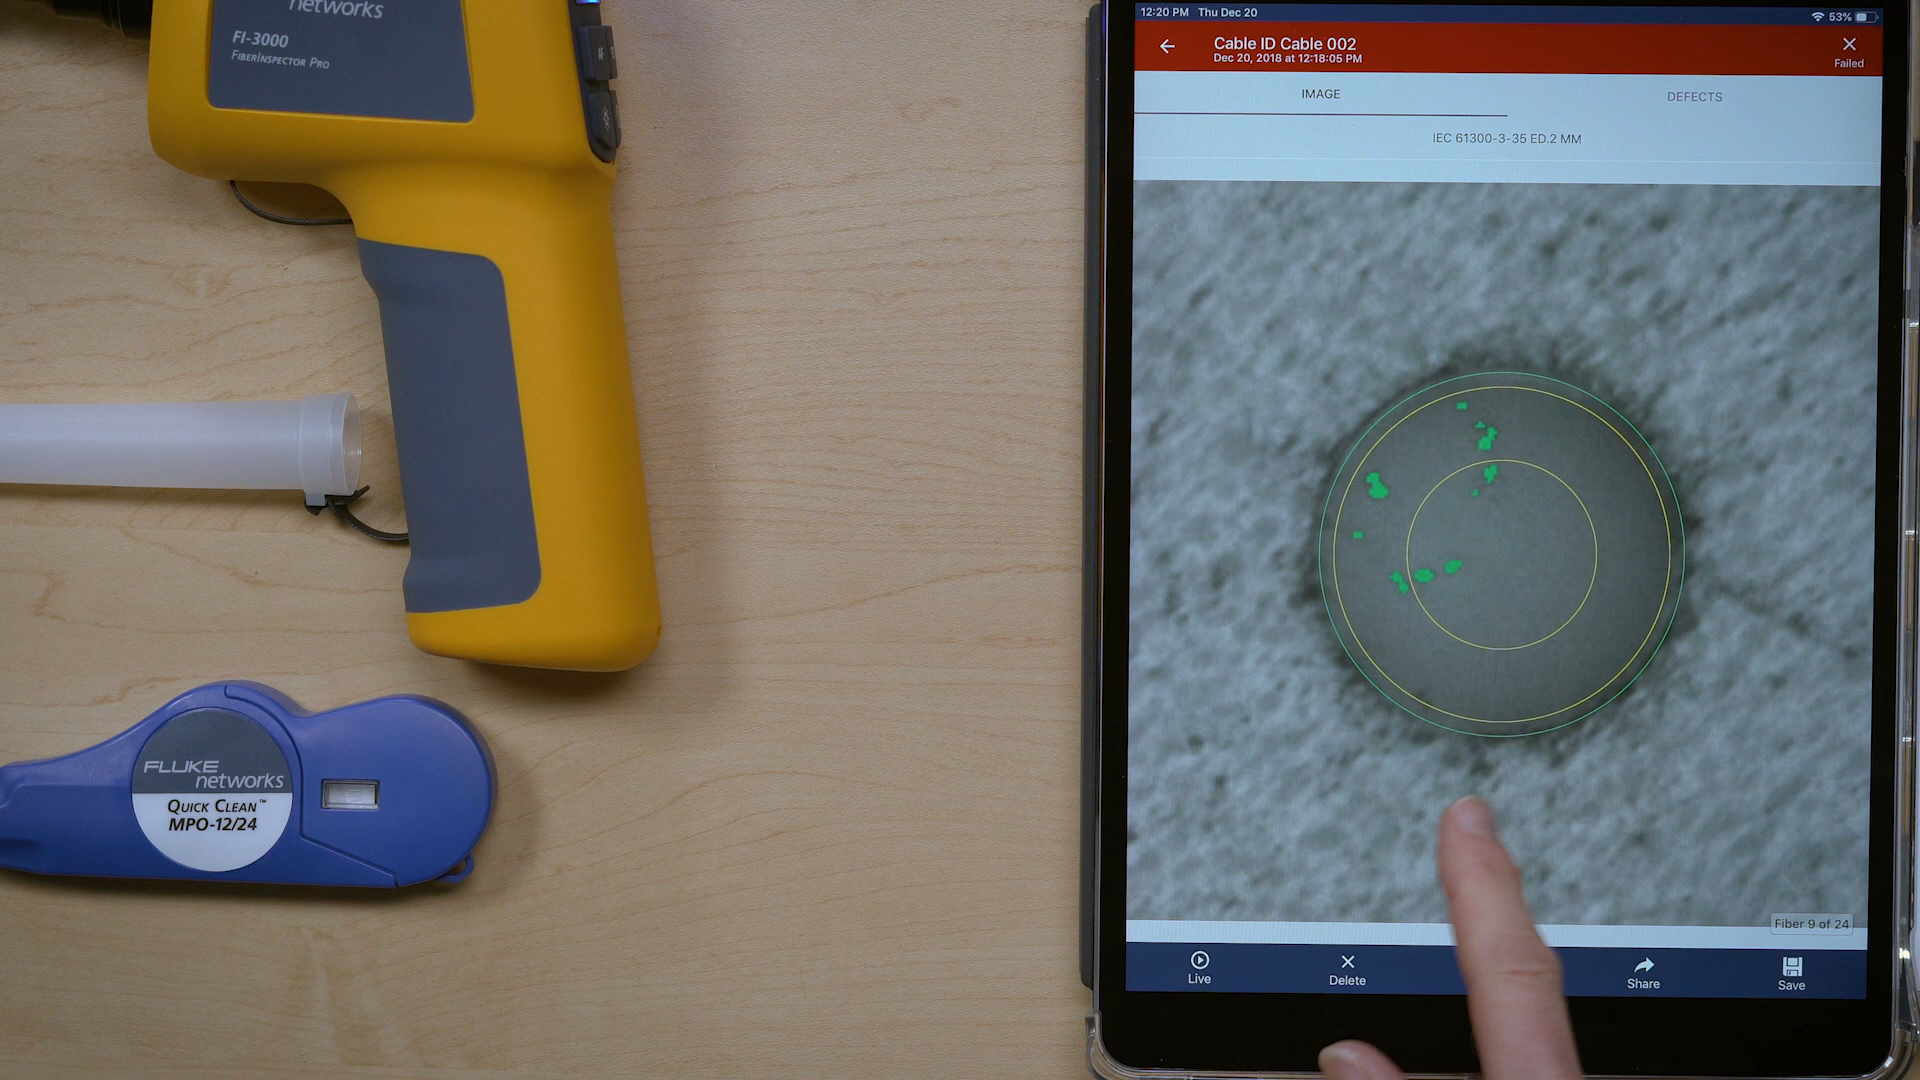 networks
FI-3000
FIBERINSPECTOR PRO
FLUKE
networks
QUICK CLEAN™
MPO-12/24
12:20 PM Thu Dec 20
53%
Cable ID Cable 002
Dec 20, 2018 at 12:18:05 PM
Failed
IMAGE
DEFECTS
IEC 61300-3-35 ED.2 MM
Fiber 9 of 24
Live
Delete
Share
Save